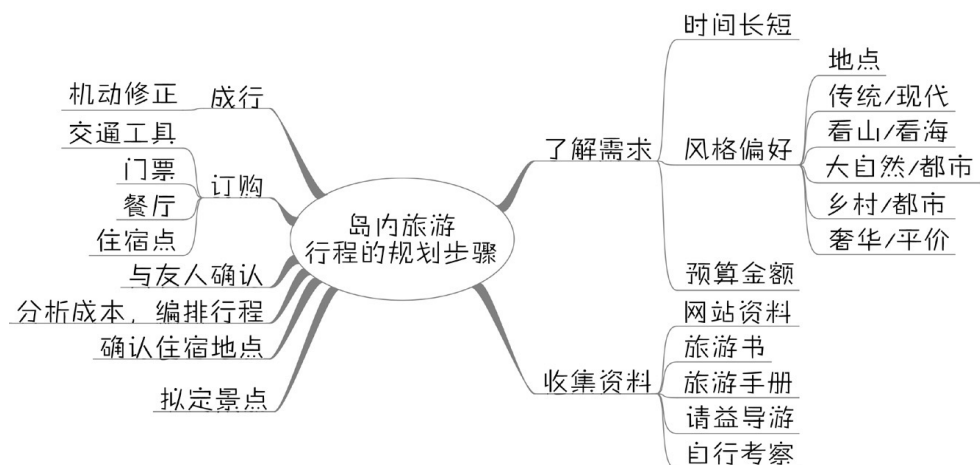 岛内旅游
行程的规划步骤
了解需求
时间长短
风格偏好
地点
传统/现代
看山/看海
大自然/都市
乡村/都市
奢华/平价
预算金额
收集资料
网站资料
旅游书
旅游手册
请益导游
自行考察
拟定景点
确认住宿地点
分析成本，编排行程
与友人确认
订购
交通工具
门票
餐厅
住宿点
成行
机动修正